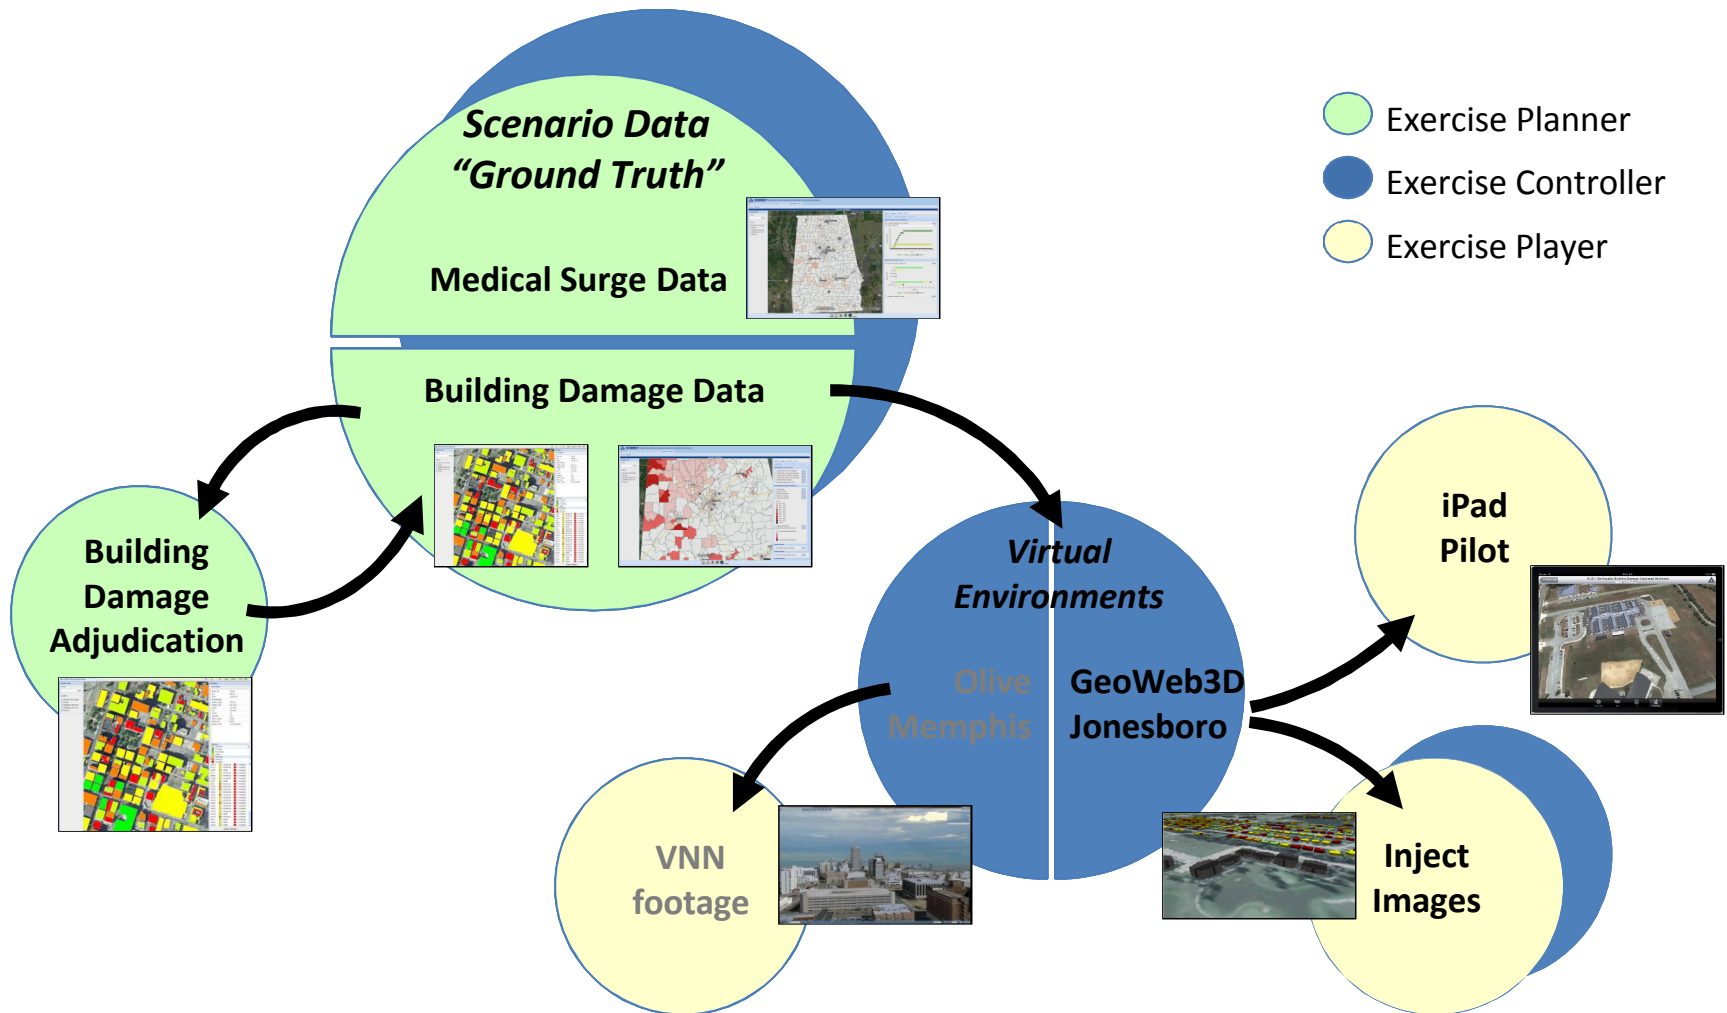 Scenario Data
“Ground Truth”
Medical Surge Data
Building Damage Data
Exercise Planner
Exercise Controller
Exercise Player
Building
Damage
Adjudication
Virtual
Environments
Olive
Memphis
GeoWeb3D
Jonesboro
iPad
Pilot
VNN
footage
Inject
Images